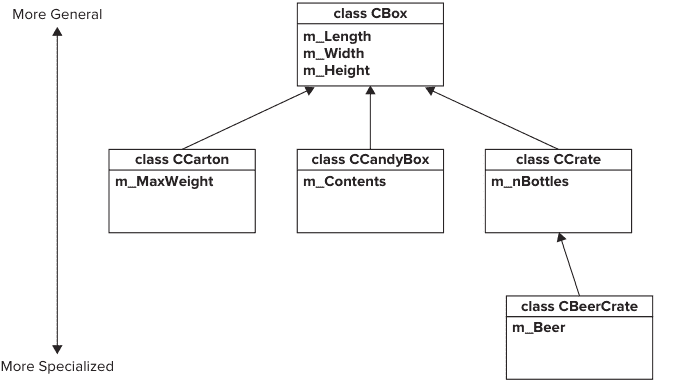 More General
class CBox
m_Length
m_Width
m_Height
class CCarton
m_MaxWeight
class CCandyBox
m_Contents
class CCrate
m_nBottles
class CBeerCrate
m_Beer
More Specialized